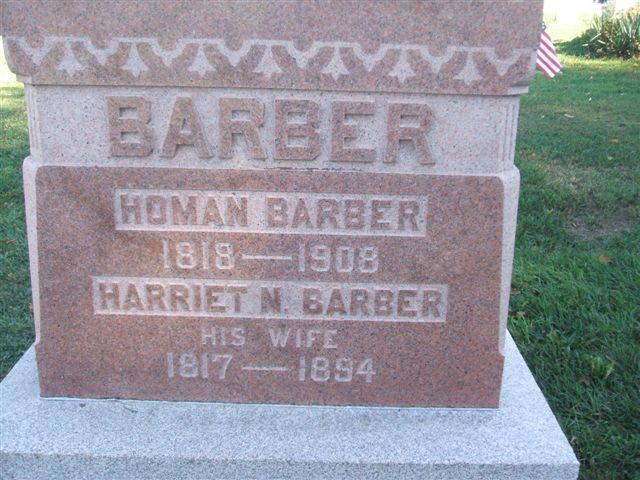 BARBER
HOMAN BARBER
1818 — 1908
HARRIET N. BARBER
HIS WIFE
1817 — 1894